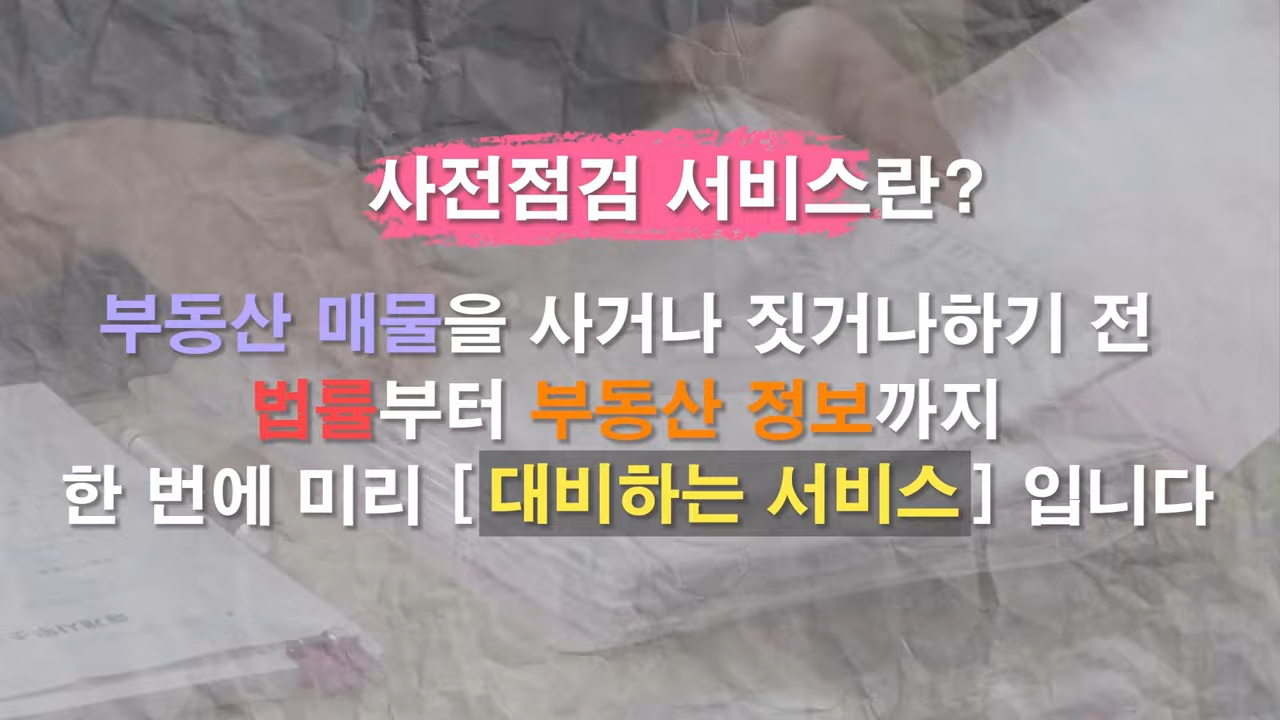 사전점검 서비스란?
부동산 매물을 사거나 짓거나하기 전
법률부터 부동산 정보까지
한 번에 미리 [대비하는 서비스] 입니다